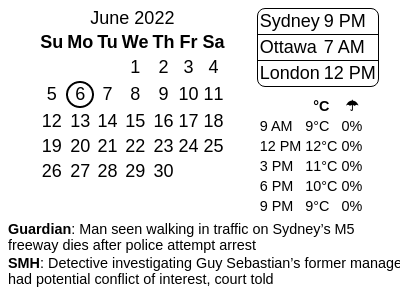 June 2022
Su Mo Tu We Th Fr Sa
1 2 3 4
5 6 7 8 9 10 11
12 13 14 15 16 17 18
19 20 21 22 23 24 25
26 27 28 29 30
Sydney 9 PM
Ottawa 7 AM
London 12 PM
°C ☂
9 AM 9°C 0%
12 PM 12°C 0%
3 PM 11°C 0%
6 PM 10°C 0%
9 PM 9°C 0%
Guardian: Man seen walking in traffic on Sydney’s M5
freeway dies after police attempt arrest
SMH: Detective investigating Guy Sebastian’s former manage
had potential conflict of interest, court told